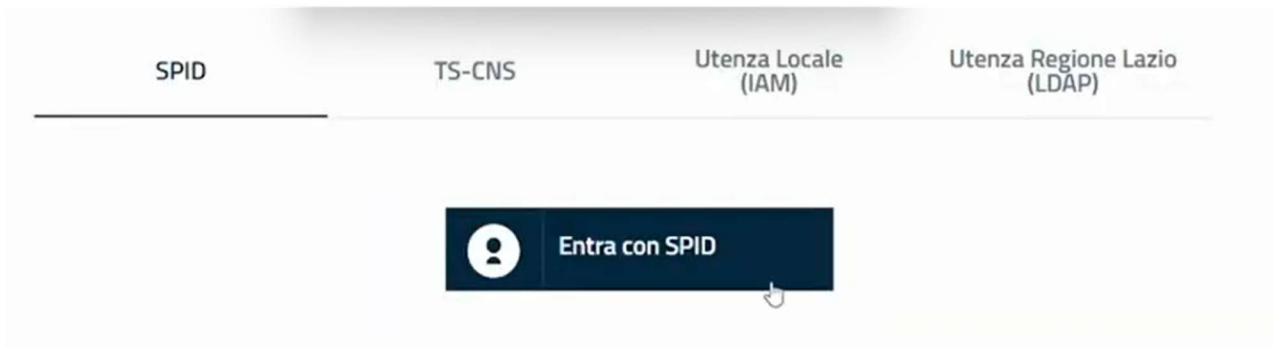 SPID
TS-CNS
Utenza Locale
(IAM)
Utenza Regione Lazio
(LDAP)
Entra con SPID